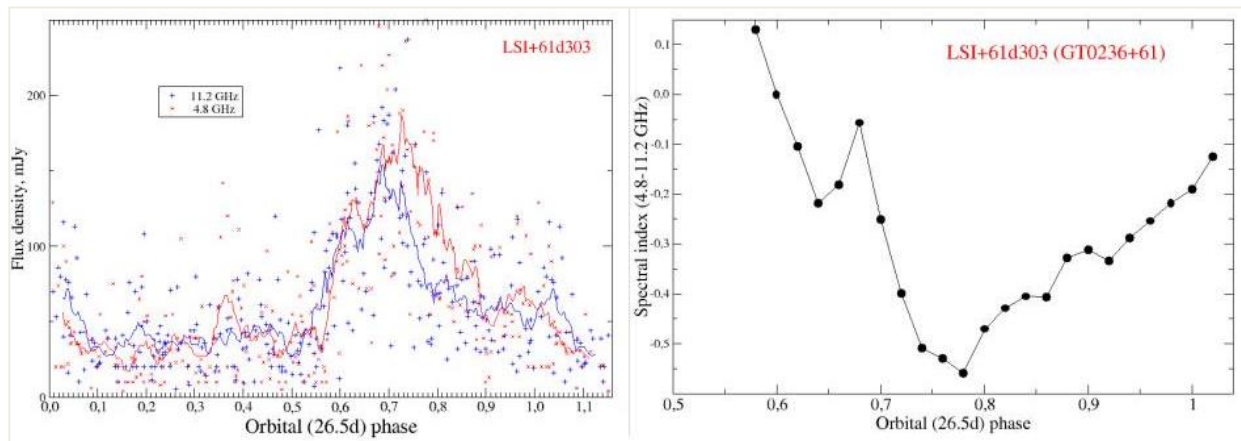 LSI+61d303
200
11.2 GHz
4.8 GHz
100
0
Flux density, mJy
0,0 0,1 0,2 0,3 0,4 0,5 0,6 0,7 0,8 0,9 1,0 1,1
Orbital (26.5d) phase
LSI+61d303 (GT0236+61)
0,1
0,0
-0,1
-0,2
-0,3
-0,4
-0,5
Spectral index (4.8-11.2 GHz)
0,5 0,6 0,7 0,8 0,9 1
Orbital (26.5d) phase